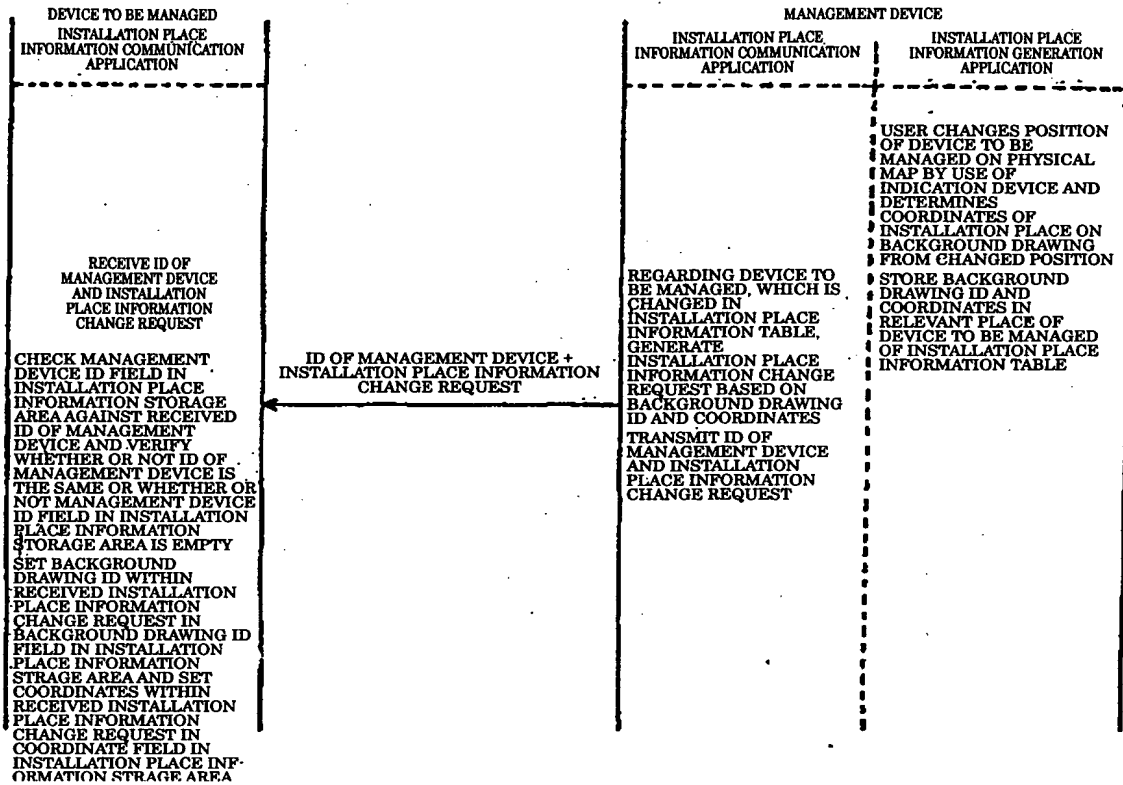 DEVICE TO BE MANAGED
INSTALLATION PLACE
INFORMATION COMMUNICATION
APPLICATION
MANAGEMENT DEVICE
INSTALLATION PLACE
INFORMATION COMMUNICATION
APPLICATION
INSTALLATION PLACE
INFORMATION GENERATION
APPLICATION
USER CHANGES POSITION
OF DEVICE TO BE
MANAGED ON PHYSICAL
MAP BY USE OF
INDICATION DEVICE AND
DETERMINES
COORDINATES OF
INSTALLATION PLACE ON
BACKGROUND DRAWING
FROM CHANGED POSITION
STORE BACKGROUND
DRAWING ID AND
COORDINATES IN
RELEVANT PLACE OF
DEVICE TO BE MANAGED
OF INSTALLATION PLACE
INFORMATION TABLE
REGARDING DEVICE TO
BE MANAGED, WHICH IS
CHANGED IN
INSTALLATION PLACE
INFORMATION TABLE,
GENERATE
INSTALLATION PLACE
INFORMATION CHANGE
REQUEST BASED ON
BACKGROUND DRAWING
ID AND COORDINATES
TRANSMIT ID OF
MANAGEMENT DEVICE
AND INSTALLATION
PLACE INFORMATION
CHANGE REQUEST
ID OF MANAGEMENT DEVICE +
INSTALLATION PLACE INFORMATION
CHANGE REQUEST
RECEIVE ID OF
MANAGEMENT DEVICE
AND INSTALLATION
PLACE INFORMATION
CHANGE REQUEST
CHECK MANAGEMENT
DEVICE ID FIELD IN
INSTALLATION PLACE
INFORMATION STORAGE
AREA AGAINST RECEIVED
ID OF MANAGEMENT
DEVICE AND VERIFY
WHETHER OR NOT ID OF
MANAGEMENT DEVICE IS
THE SAME OR WHETHER OR
NOT MANAGEMENT DEVICE
ID FIELD IN INSTALLATION
PLACE INFORMATION
STORAGE AREA IS EMPTY
SET BACKGROUND
DRAWING ID WITHIN
RECEIVED INSTALLATION
PLACE INFORMATION
CHANGE REQUEST IN
BACKGROUND DRAWING ID
FIELD IN INSTALLATION
PLACE INFORMATION
STRAGE AREA AND SET
COORDINATES WITHIN
RECEIVED INSTALLATION
PLACE INFORMATION
CHANGE REQUEST IN
COORDINATE FIELD IN
INSTALLATION PLACE INF-
ORMATION STRAGE AREA